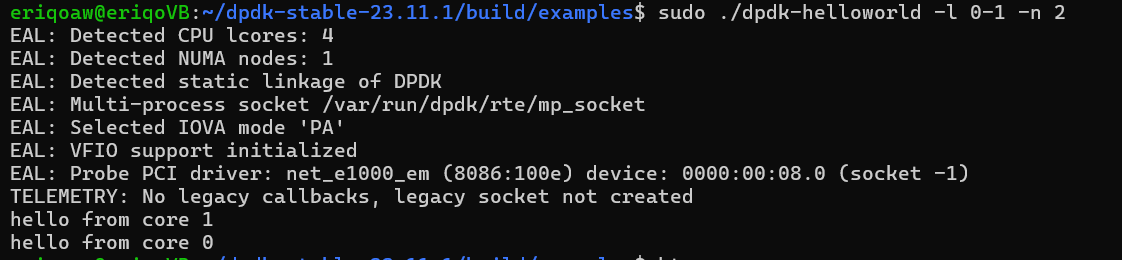 eriqoaw@eriqoVB:~/dpdk-stable-23.11.1/build/examples$ sudo ./dpdk-helloworld -l 0-1 -n 2
EAL: Detected CPU lcores: 4
EAL: Detected NUMA nodes: 1
EAL: Detected static linkage of DPDK
EAL: Multi-process socket /var/run/dpdk/rte/mp_socket
EAL: Selected IOVA mode 'PA'
EAL: VFIO support initialized
EAL: Probe PCI driver: net_e1000_em (8086:100e) device: 0000:00:08.0 (socket -1)
TELEMETRY: No legacy callbacks, legacy socket not created
hello from core 1
hello from core 0